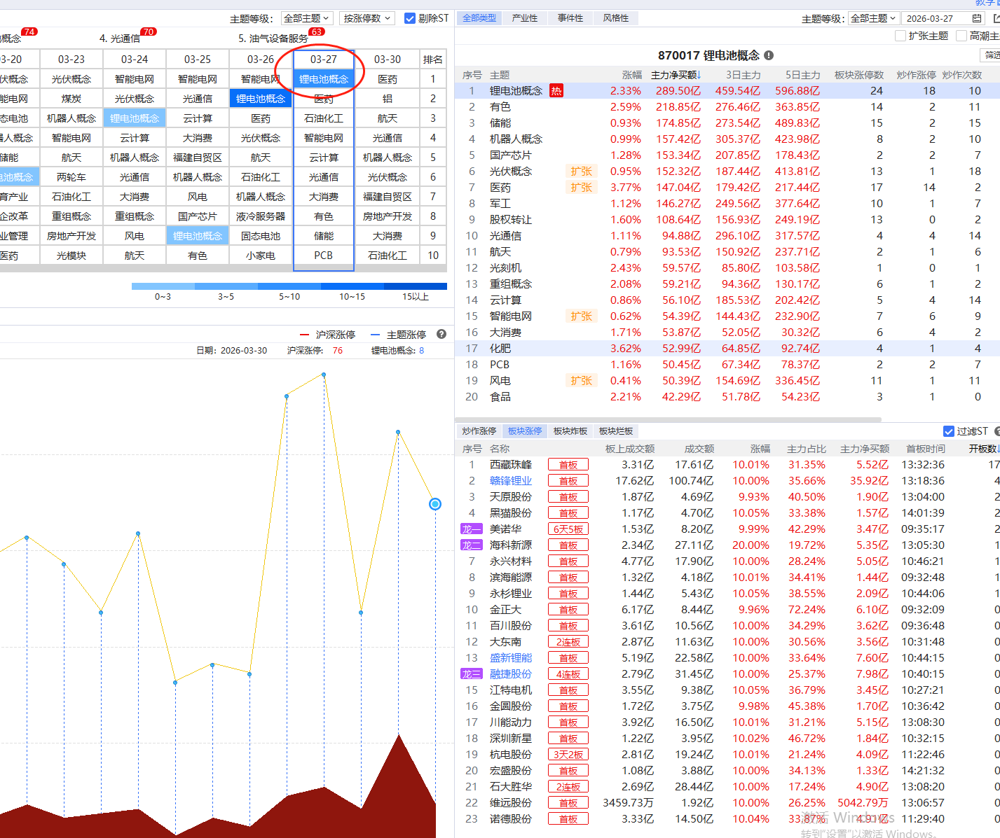 主题等级： 全部主题 按涨停数 剔除ST
概念 74 4. 光通信 70 5. 油气设备服务 63
3-20 03-23 03-24 03-25 03-26 03-27 03-30 排名
伏概念 光伏概念 智能电网 智能电网 智能电网 锂电池概念 医药 1
能电网 煤炭 光伏概念 光通信 锂电池概念 医药 铝 2
态电池 机器人概念 锂电池概念 云计算 医药 石油化工 航天 3
器人概念 智能电网 云计算 大消费 光伏概念 智能电网 光通信 4
储能 航天 机器人概念 福建自贸区 航天 云计算 机器人概念 5
电池概念 两轮车 光通信 机器人概念 石油化工 光通信 光伏概念 6
育产业 石油化工 大消费 风电 机器人概念 大消费 福建自贸区 7
企改革 重组概念 重组概念 国产芯片 液冷服务器 有色 房地产开发 8
业管理 房地产开发 风电 锂电池概念 固态电池 储能 大消费 9
医药 光模块 航天 有色 小家电 PCB 石油化工 10
0~3 3~5 5~10 10~15 15以上
沪深涨停 主题涨停
日期：2026-03-30 沪深涨停: 76 锂电池概念: 8
全部类型 产业性 事件性 风格性 主题等级： 全部主题 2026-03-27
扩张主题 高潮主
870017 锂电池概念 筛选
序号 主题 涨幅 主力净买额↓ 3日主力 5日主力 板块涨停数 炒作涨停 炒作次数
1 锂电池概念 热 2.33% 289.50亿 459.54亿 596.88亿 24 18 10
2 有色 2.59% 218.85亿 276.46亿 363.85亿 14 2 11
3 储能 0.93% 174.85亿 273.54亿 489.83亿 15 2 15
4 机器人概念 0.99% 157.42亿 305.37亿 423.98亿 8 2 10
5 国产芯片 1.28% 153.34亿 207.85亿 178.43亿 2 2 7
6 光伏概念 扩张 0.95% 152.32亿 187.44亿 413.81亿 13 1 18
7 医药 扩张 3.77% 147.04亿 179.42亿 217.44亿 17 14 2
8 军工 1.12% 146.27亿 249.56亿 377.64亿 10 1 7
9 股权转让 1.60% 108.64亿 156.93亿 249.19亿 13 0 2
10 光通信 1.11% 94.88亿 296.10亿 317.57亿 4 4 14
11 航天 0.79% 93.53亿 150.92亿 237.71亿 2 1 6
12 光刻机 2.43% 59.57亿 85.80亿 103.58亿 1 0 1
13 重组概念 2.08% 59.21亿 94.36亿 130.17亿 6 1 2
14 云计算 0.86% 56.10亿 185.53亿 202.42亿 5 4 14
15 智能电网 扩张 0.62% 54.39亿 144.43亿 232.90亿 7 6 9
16 大消费 1.71% 53.87亿 52.05亿 30.32亿 6 4 2
17 化肥 3.62% 52.99亿 64.85亿 92.74亿 4 1 4
18 PCB 1.16% 50.45亿 67.34亿 78.37亿 2 2 7
19 风电 扩张 0.41% 50.39亿 154.69亿 336.45亿 11 1 11
20 食品 2.21% 42.29亿 51.78亿 54.23亿 3 1 0
炒作涨停 板块涨停 板块炸板 板块烂板 过滤ST
序号 名称 板上成交额 成交额 涨幅 主力占比 主力净买额 首板时间 开板数↓
1 西藏珠峰 首板 3.31亿 17.61亿 10.01% 31.35% 5.52亿 13:32:36 17
2 赣锋锂业 首板 17.62亿 100.74亿 10.00% 35.66% 35.92亿 13:18:36 4
3 天原股份 首板 1.87亿 4.69亿 9.93% 40.50% 1.90亿 13:04:00 2
4 黑猫股份 首板 1.17亿 4.70亿 10.05% 33.38% 1.57亿 14:01:39 2
龙一 美诺华 6天5板 1.53亿 8.20亿 9.99% 42.29% 3.47亿 09:35:17 2
龙二 海科新源 首板 2.34亿 27.11亿 20.00% 19.72% 5.35亿 13:05:30 1
7 永兴材料 首板 4.77亿 17.90亿 10.00% 28.24% 5.05亿 10:46:21 1
8 滨海能源 首板 1.32亿 4.18亿 10.01% 34.41% 1.44亿 09:32:48 1
9 永杉锂业 首板 1.44亿 5.43亿 10.05% 38.55% 2.09亿 10:44:06 1
10 金正大 首板 6.17亿 8.44亿 9.96% 72.24% 6.10亿 09:32:09 0
11 百川股份 首板 3.61亿 10.56亿 10.00% 34.29% 3.62亿 09:36:48 0
12 大东南 2连板 2.87亿 11.63亿 10.00% 30.56% 3.56亿 10:31:48 0
13 盛新锂能 首板 5.19亿 22.58亿 10.00% 33.64% 7.60亿 10:44:15 0
龙三 融捷股份 4连板 2.79亿 31.45亿 10.00% 25.37% 7.98亿 10:40:15 0
15 江特电机 首板 3.55亿 9.38亿 10.05% 36.79% 3.45亿 10:27:21 0
16 金圆股份 首板 1.72亿 3.75亿 9.98% 45.38% 1.70亿 10:36:42 0
17 川能动力 首板 3.92亿 16.50亿 10.01% 31.21% 5.15亿 13:08:30 0
18 深圳新星 首板 1.22亿 3.95亿 10.02% 46.72% 1.84亿 10:32:15 0
19 杭电股份 3天2板 2.81亿 19.24亿 10.01% 21.24% 4.09亿 11:22:46 0
20 宏盛股份 首板 1.08亿 3.88亿 10.00% 34.13% 1.33亿 14:21:32 0
21 石大胜华 2连板 2.69亿 28.44亿 10.00% 17.24% 4.90亿 13:08:20 0
22 维远股份 首板 3459.73万 1.92亿 10.00% 26.25% 5042.79万 13:06:57 0
23 诺德股份 首板 3.33亿 14.50亿 10.04% 33.87% 4.91亿 11:29:40 0
激活 Windows
转到"设置"以激活 Windows。